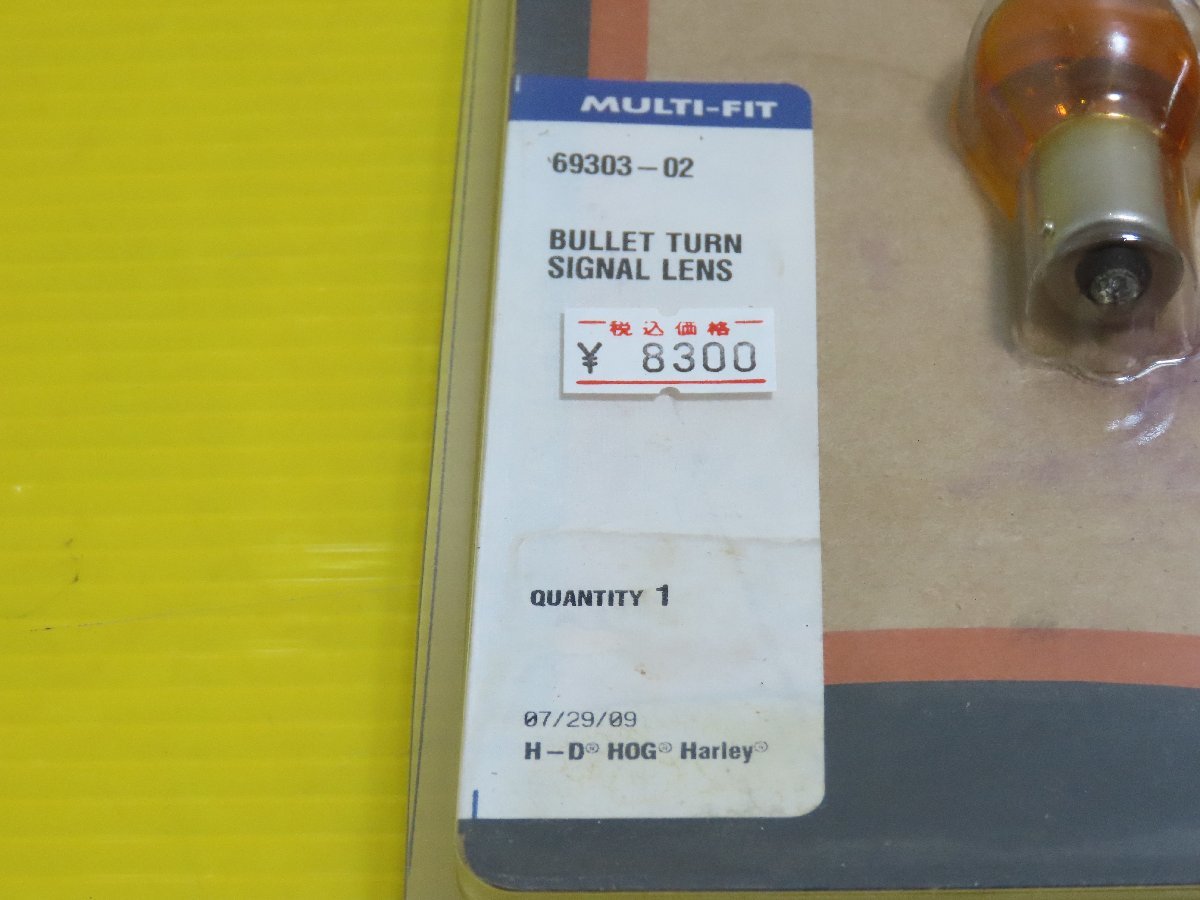 MULTI-FIT
69303-02
BULLET TURN
SIGNAL LENS
税込価格
¥ 8300
QUANTITY 1
07/29/09
H-D® HOG® Harley®